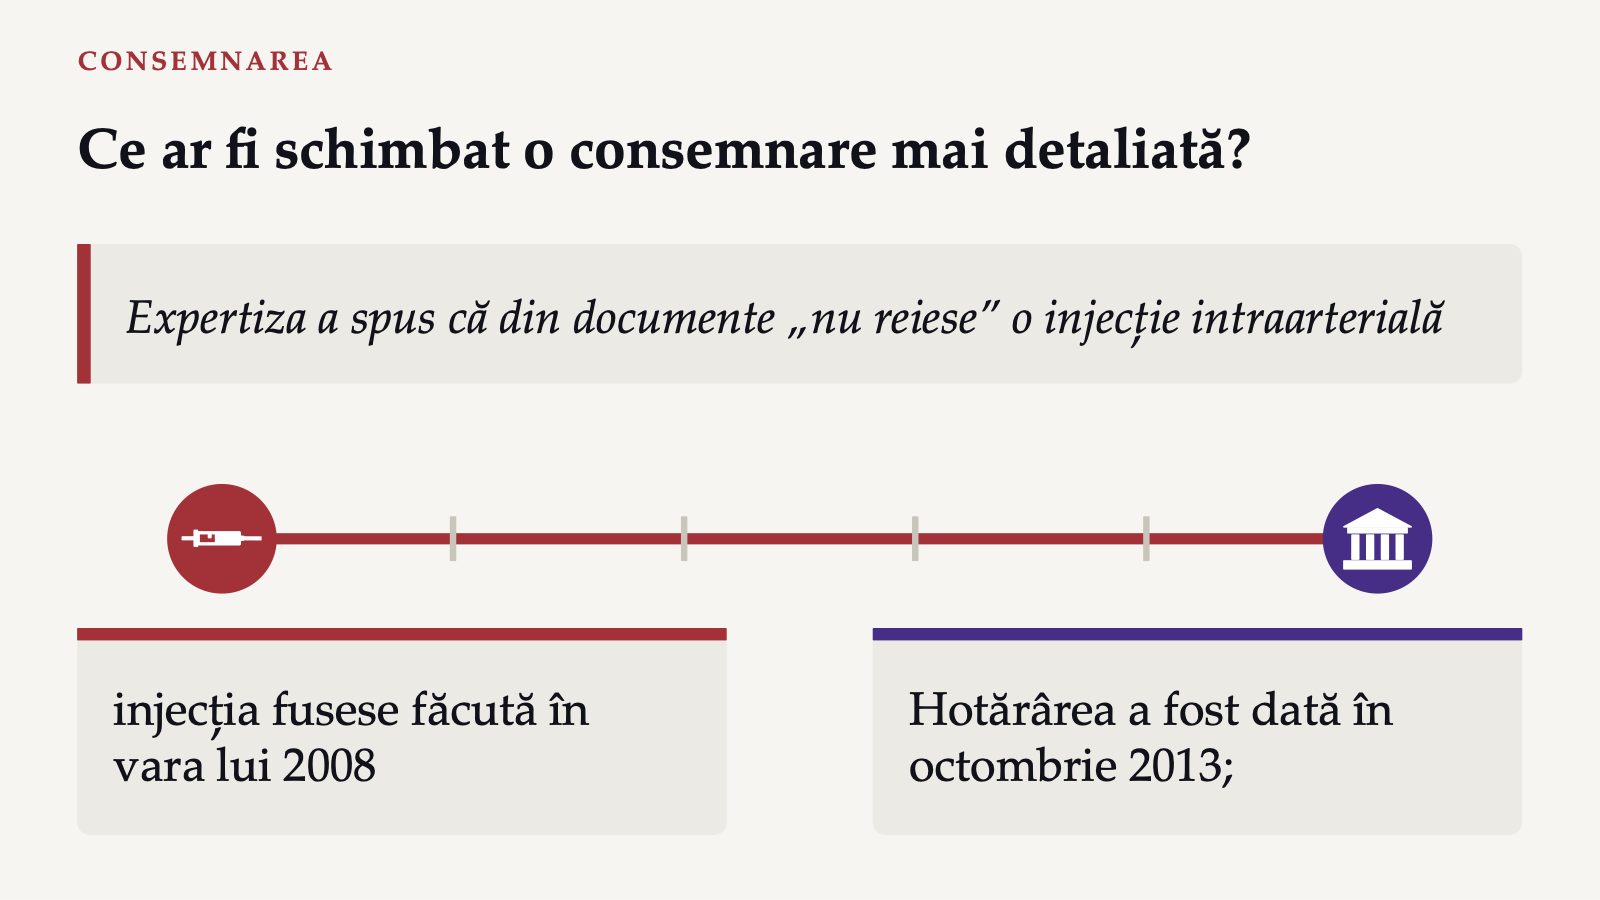 CONSEMNAREA
Ce ar fi schimbat o consemnare mai detaliată?
Expertiza a spus că din documente „nu reiese” o injecție intraarterială
injecția fusese făcută în
vara lui 2008
Hotărârea a fost dată în
octombrie 2013;